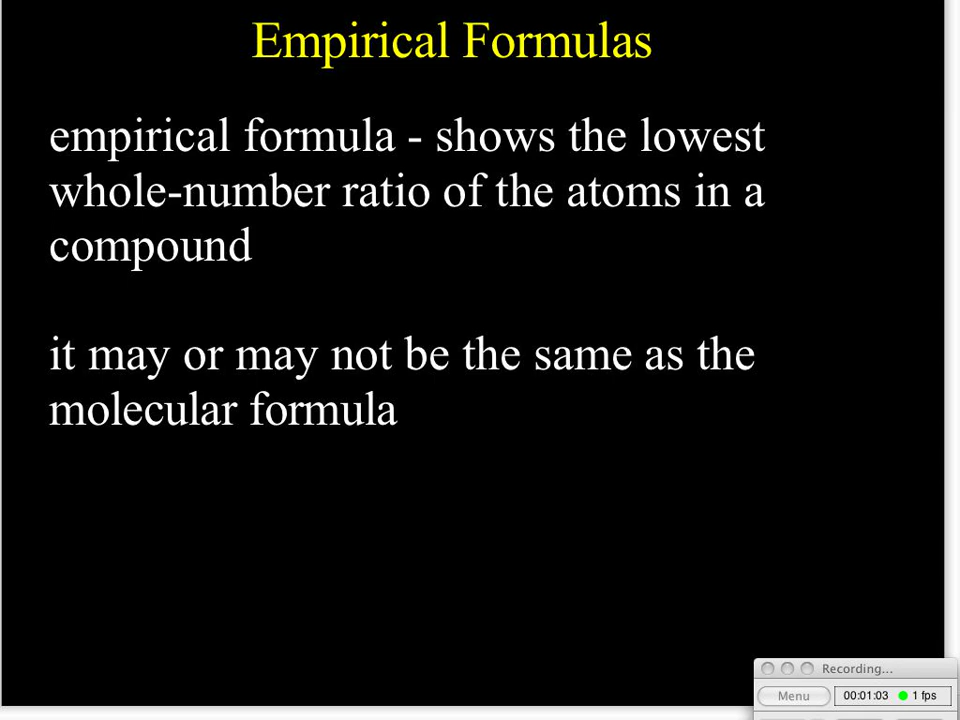 Empirical Formulas
empirical formula - shows the lowest
whole-number ratio of the atoms in a
compound
it may or may not be the same as the
molecular formula
Recording...
Menu 00:01:03 1 fps